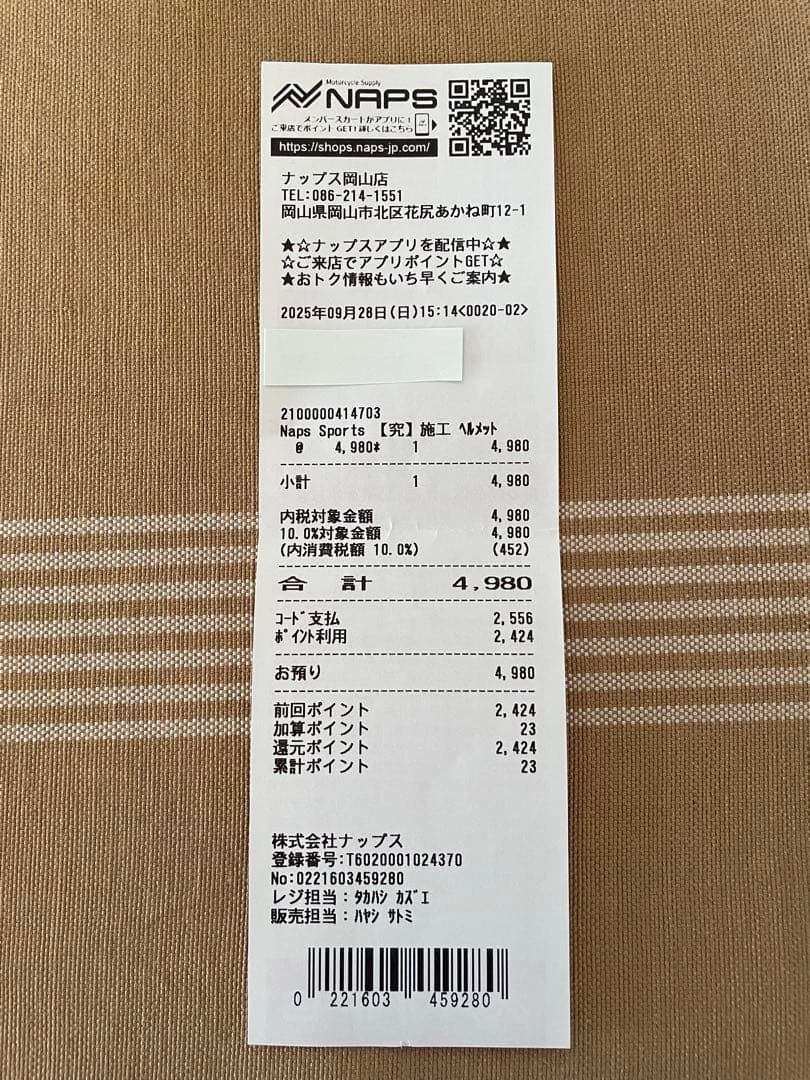 Motorcycle Supply
NAPS
メンバースカードがアプリに！
ご来店でポイントGET！詳しくはこちら
https://shops.naps-jp.com/
ナップス岡山店
TEL:086-214-1551
岡山県岡山市北区花尻あかね町12-1
★☆ナップスアプリを配信中☆★
☆ご来店でアプリポイントGET☆
★おトク情報もいち早くご案内★
2025年09月28日(日)15:14<0020-02>
2100000414703
Naps Sports 【究】施工 ﾍﾙﾒｯﾄ
@ 4,980* 1 4,980
小計 1 4,980
内税対象金額 4,980
10.0%対象金額 4,980
(内消費税額 10.0%) (452)
合 計 4,980
ｺｰﾄﾞ支払 2,556
ﾎﾟｲﾝﾄ利用 2,424
お預り 4,980
前回ポイント 2,424
加算ポイント 23
還元ポイント 2,424
累計ポイント 23
株式会社ナップス
登録番号:T6020001024370
No:0221603459280
レジ担当：ﾀｶﾊｼ ｶｽﾞｴ
販売担当：ﾊﾔｼ ｻﾄﾐ
0 221603 459280